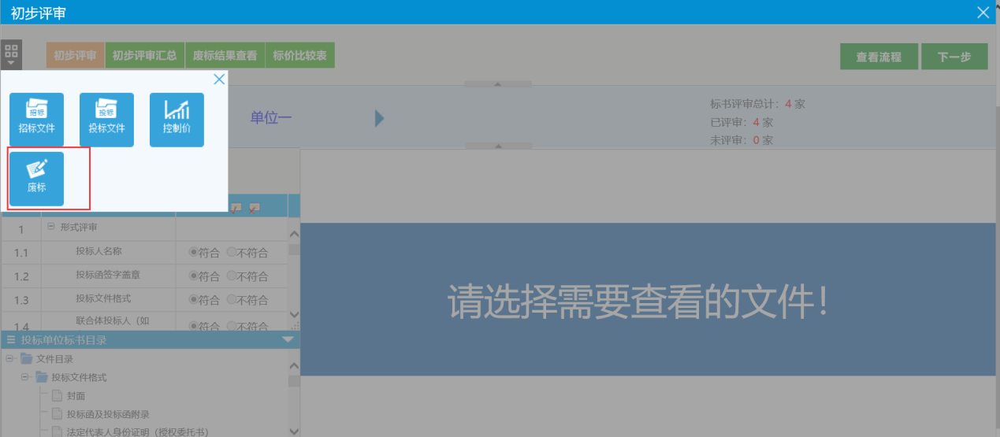 初步评审
初步评审 初步评审汇总 废标结果查看 标价比较表 查看流程 下一步
招标 投标
招标文件 投标文件 控制价
废标
单位一
标书评审总计：4 家
已评审：4 家
未评审：0 家
1 形式评审
1.1 投标人名称 符合 不符合
1.2 投标函签字盖章 符合 不符合
1.3 投标文件格式 符合 不符合
1.4 联合体投标人（如 符合 不符合
投标单位标书目录
文件目录
投标文件格式
封面
投标函及投标函附录
法定代表人身份证明（授权委托书）
请选择需要查看的文件！